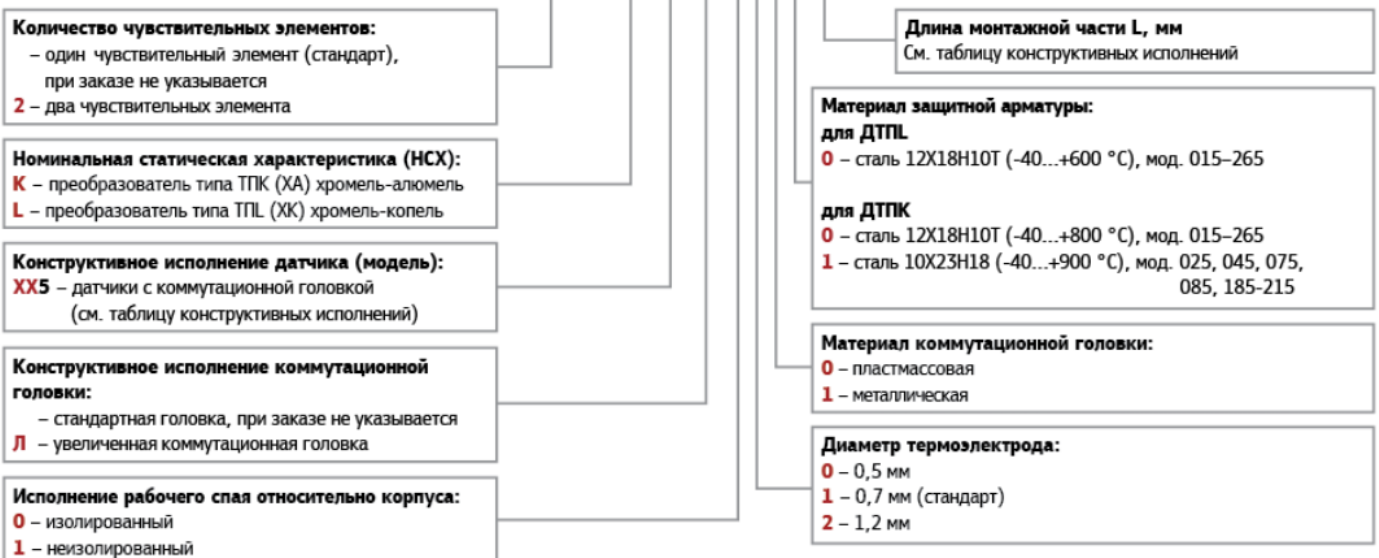 Количество чувствительных элементов:
– один чувствительный элемент (стандарт),
при заказе не указывается
2 – два чувствительных элемента
Номинальная статическая характеристика (НСХ):
K – преобразователь типа ТПК (ХА) хромель-алюмель
L – преобразователь типа ТПL (ХК) хромель-копель
Конструктивное исполнение датчика (модель):
XX5 – датчики с коммутационной головкой
(см. таблицу конструктивных исполнений)
Конструктивное исполнение коммутационной
головки:
– стандартная головка, при заказе не указывается
Л – увеличенная коммутационная головка
Исполнение рабочего спая относительно корпуса:
0 – изолированный
1 – неизолированный
Длина монтажной части L, мм
См. таблицу конструктивных исполнений
Материал защитной арматуры:
для ДТПL
0 – сталь 12Х18Н10Т (-40...+600 °С), мод. 015–265
для ДТПК
0 – сталь 12Х18Н10Т (-40...+800 °С), мод. 015–265
1 – сталь 10Х23Н18 (-40...+900 °С), мод. 025, 045, 075,
085, 185-215
Материал коммутационной головки:
0 – пластмассовая
1 – металлическая
Диаметр термоэлектрода:
0 – 0,5 мм
1 – 0,7 мм (стандарт)
2 – 1,2 мм